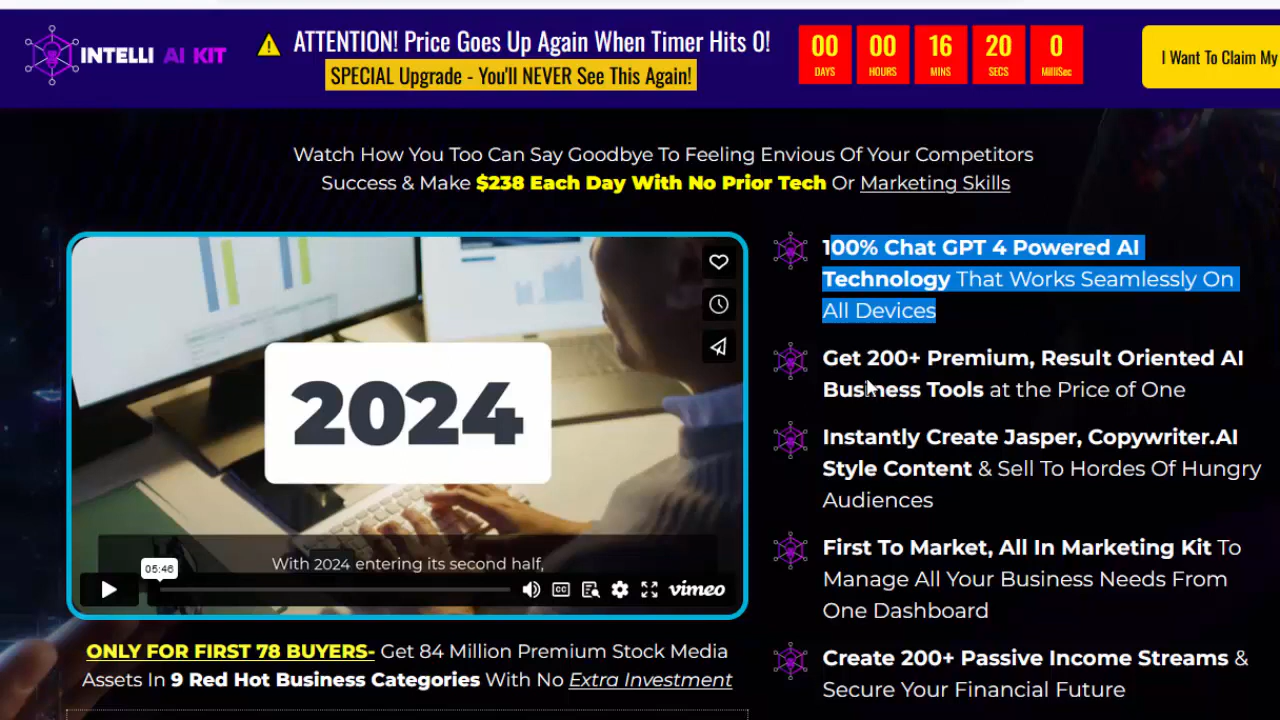 INTELLI AI KIT
ATTENTION! Price Goes Up Again When Timer Hits 0!
SPECIAL Upgrade - You'll NEVER See This Again!
00 00 16 20 0
DAYS HOURS MINS SECS MilliSec
I Want To Claim My
Watch How You Too Can Say Goodbye To Feeling Envious Of Your Competitors
Success & Make $238 Each Day With No Prior Tech Or Marketing Skills
2024
With 2024 entering its second half,
05:46
CC
vimeo
ONLY FOR FIRST 78 BUYERS- Get 84 Million Premium Stock Media
Assets In 9 Red Hot Business Categories With No Extra Investment
100% Chat GPT 4 Powered AI
Technology That Works Seamlessly On
All Devices
Get 200+ Premium, Result Oriented AI
Business Tools at the Price of One
Instantly Create Jasper, Copywriter.AI
Style Content & Sell To Hordes Of Hungry
Audiences
First To Market, All In Marketing Kit To
Manage All Your Business Needs From
One Dashboard
Create 200+ Passive Income Streams &
Secure Your Financial Future